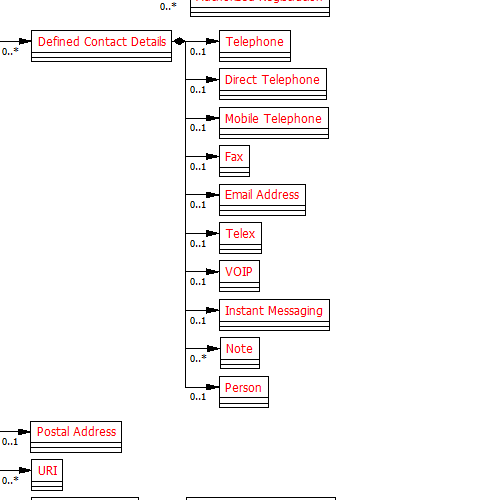 Authorized Registration
0..*
Defined Contact Details
0..*
Telephone
0..1
Direct Telephone
0..1
Mobile Telephone
0..1
Fax
0..1
Email Address
0..1
Telex
0..1
VOIP
0..1
Instant Messaging
0..1
Note
0..*
Person
0..1
Postal Address
0..1
URI
0..*